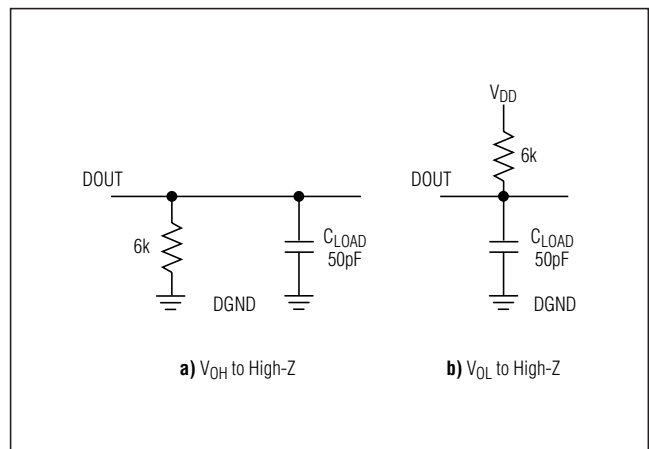 DOUT
6k
C_LOAD
50pF
DGND
a) V_OH to High-Z
V_DD
6k
DOUT
C_LOAD
50pF
DGND
b) V_OL to High-Z